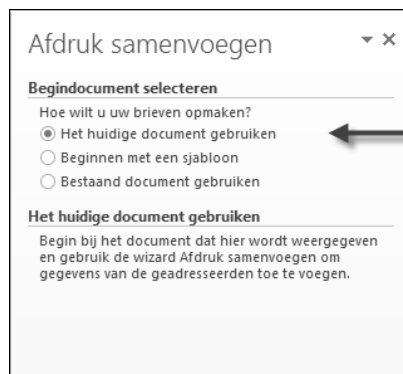 Afdruk samenvoegen
Begindocument selecteren
Hoe wilt u uw brieven opmaken?
Het huidige document gebruiken
Beginnen met een sjabloon
Bestaand document gebruiken
Het huidige document gebruiken
Begin bij het document dat hier wordt weergegeven
en gebruik de wizard Afdruk samenvoegen om
gegevens van de geadresseerden toe te voegen.